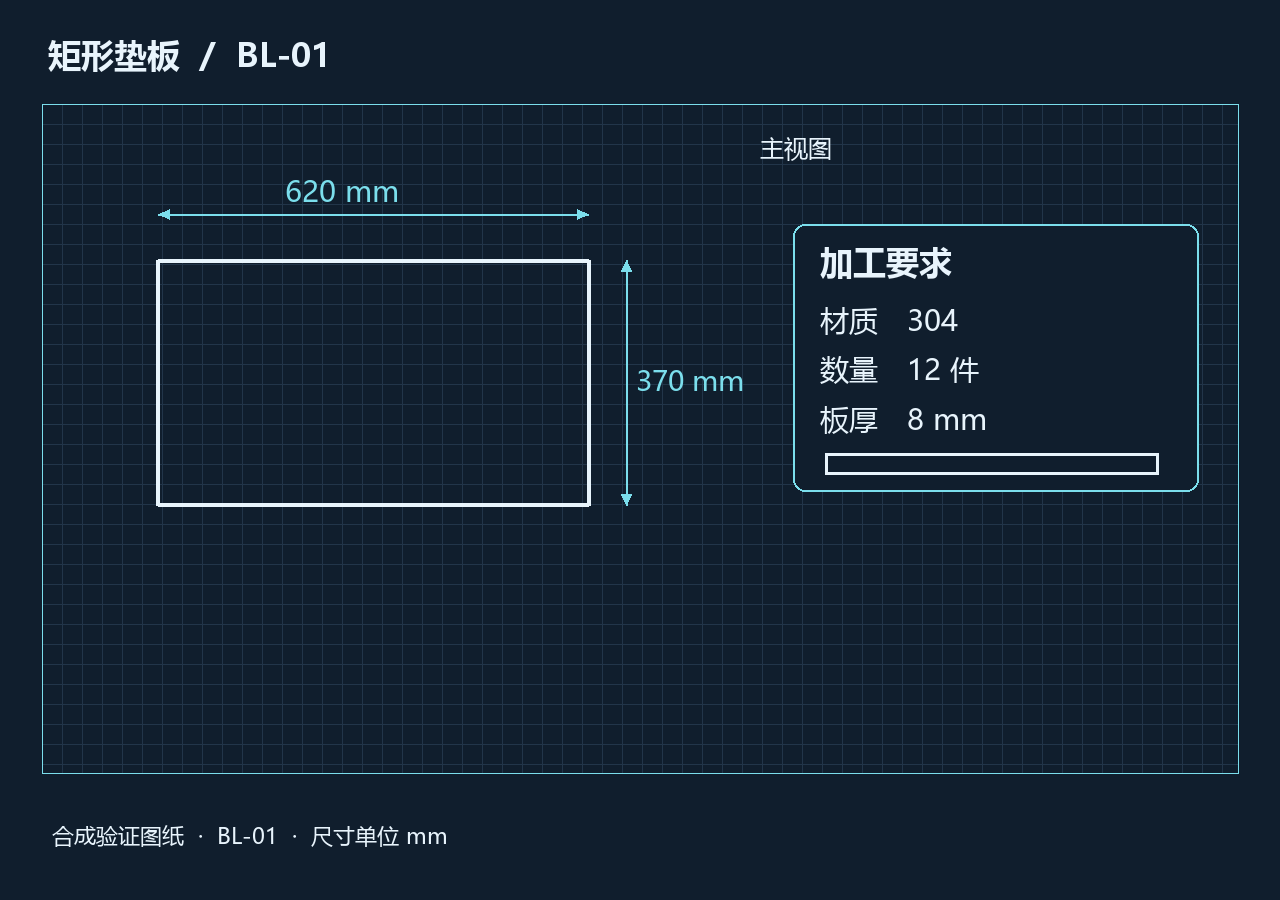 矩形垫板 / BL-01
主视图
620 mm
370 mm
加工要求
材质 304
数量 12 件
板厚 8 mm
合成验证图纸 · BL-01 · 尺寸单位 mm